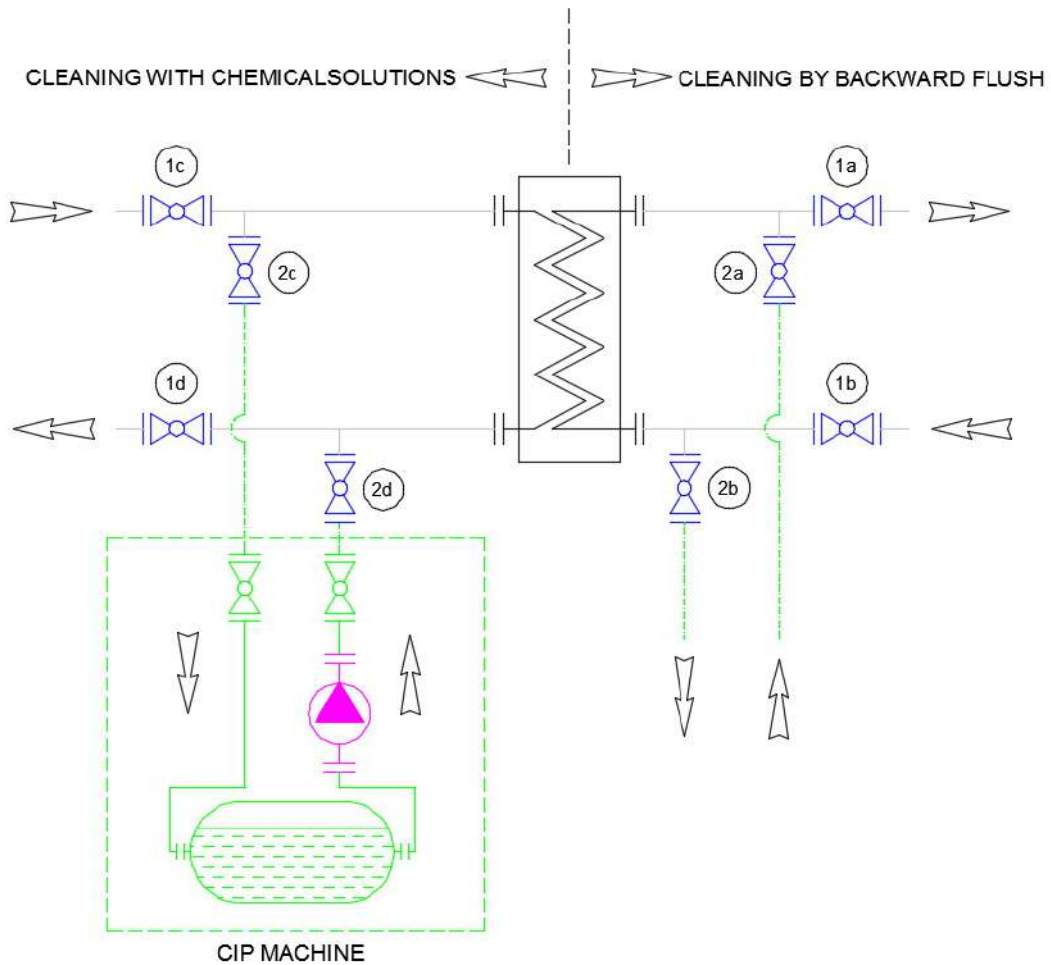 CLEANING WITH CHEMICALSOLUTIONS
CLEANING BY BACKWARD FLUSH
1c
1a
2c
2a
1d
1b
2d
2b
CIP MACHINE